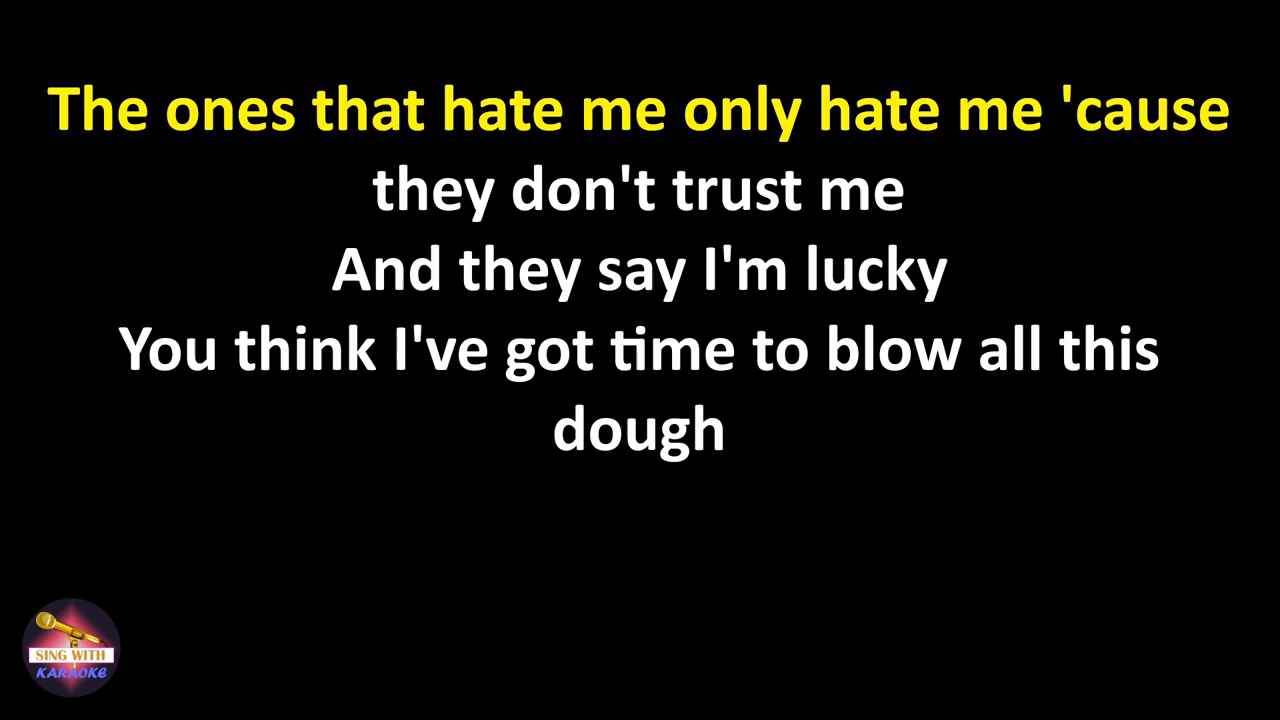 The ones that hate me only hate me 'cause
they don't trust me
And they say I'm lucky
You think I've got time to blow all this
dough
SING WITH
KARAOKE